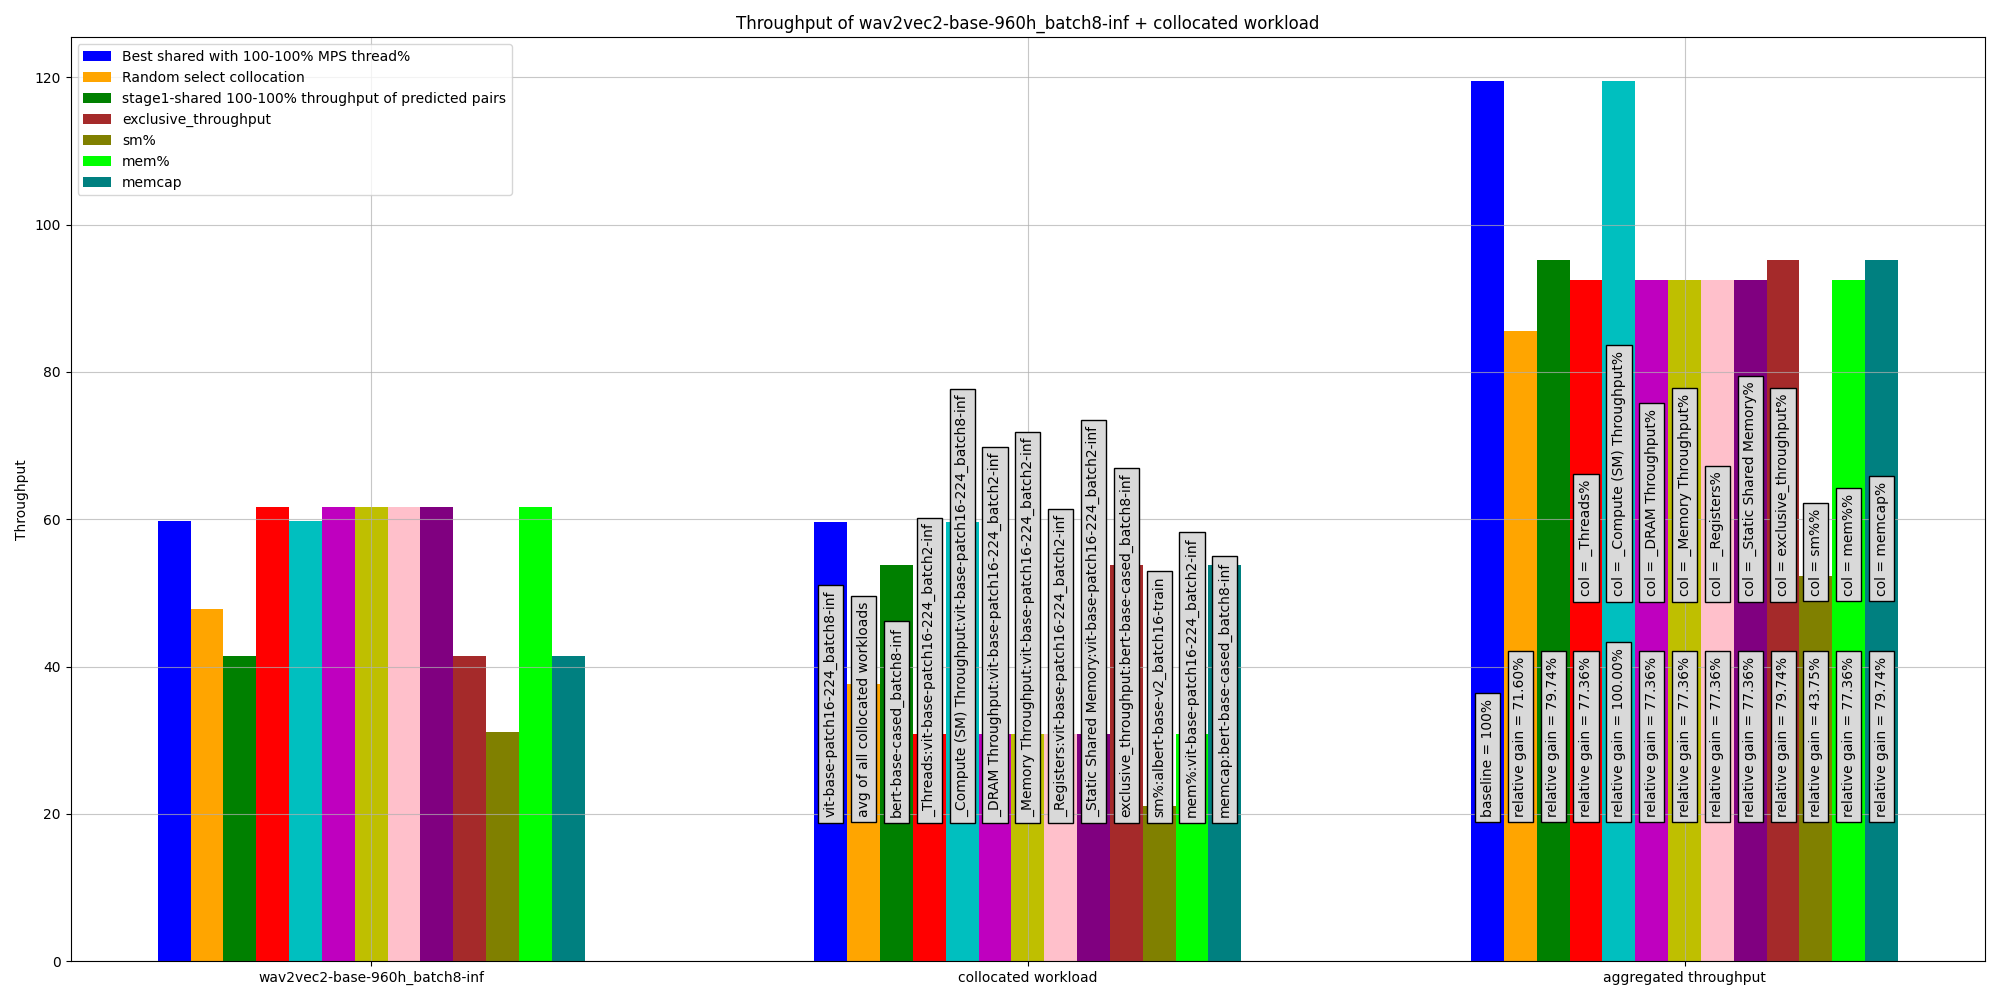 Throughput of wav2vec2-base-960h_batch8-inf + collocated workload
Best shared with 100-100% MPS thread%
Random select collocation
stage1-shared 100-100% throughput of predicted pairs
exclusive_throughput
sm%
mem%
memcap
Throughput
120
100
80
60
40
20
0
vit-base-patch16-224_batch8-inf
avg of all collocated workloads
bert-base-cased_batch8-inf
_Threads:vit-base-patch16-224_batch2-inf
_Compute (SM) Throughput:vit-base-patch16-224_batch8-inf
_DRAM Throughput:vit-base-patch16-224_batch2-inf
_Memory Throughput:vit-base-patch16-224_batch2-inf
_Registers:vit-base-patch16-224_batch2-inf
_Static Shared Memory:vit-base-patch16-224_batch2-inf
exclusive_throughput:bert-base-cased_batch8-inf
sm%:albert-base-v2_batch16-train
mem%:vit-base-patch16-224_batch2-inf
memcap:bert-base-cased_batch8-inf
col = _Threads%
col = _Compute (SM) Throughput%
col = _DRAM Throughput%
col = _Memory Throughput%
col = _Registers%
col = _Static Shared Memory%
col = exclusive_throughput%
col = sm%%
col = mem%%
col = memcap%
baseline = 100%
relative gain = 71.60%
relative gain = 79.74%
relative gain = 77.36%
relative gain = 100.00%
relative gain = 77.36%
relative gain = 77.36%
relative gain = 77.36%
relative gain = 77.36%
relative gain = 79.74%
relative gain = 43.75%
relative gain = 77.36%
relative gain = 79.74%
wav2vec2-base-960h_batch8-inf
collocated workload
aggregated throughput